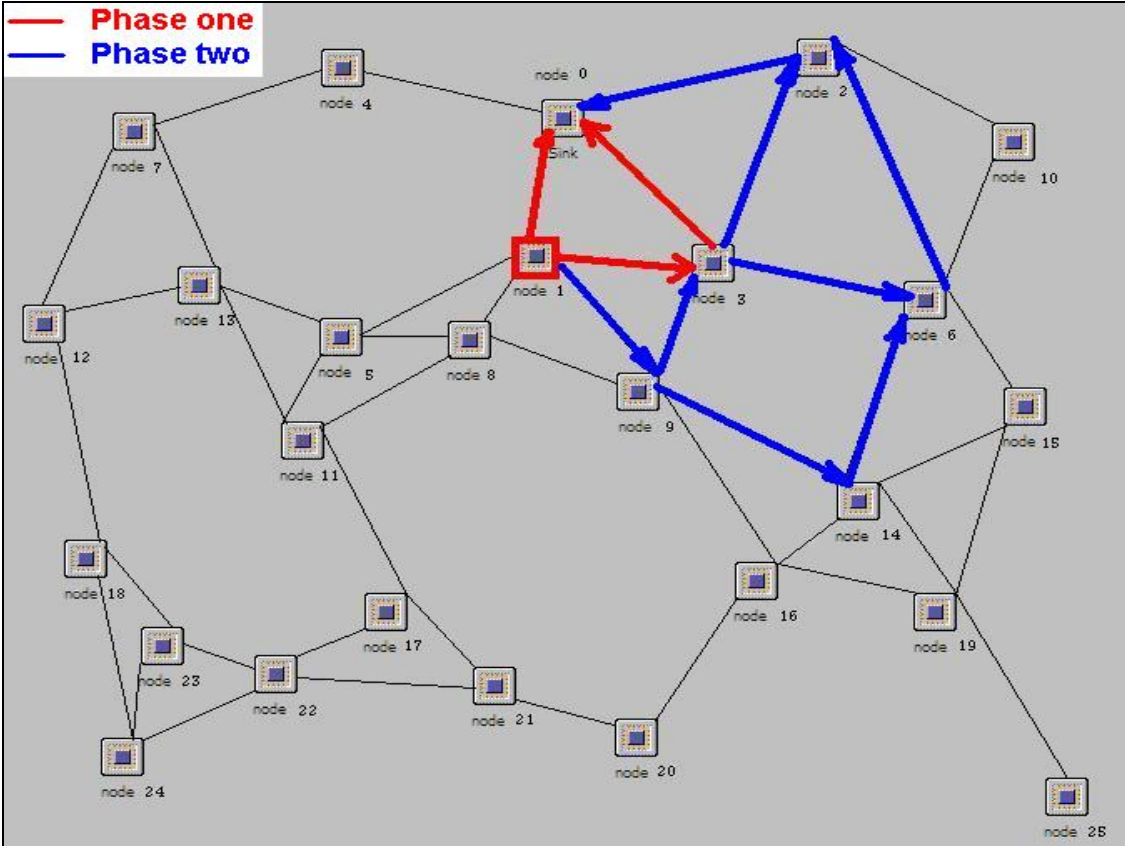 Phase one
Phase two
node 0
node 2
node 4
Sink
node 7
node 10
node 1
node 3
node 13
node 6
node 12
node 5
node 8
node 9
node 15
node 11
node 14
node 18
node 16
node 17
node 19
node 23
node 22
node 21
node 20
node 24
node 25